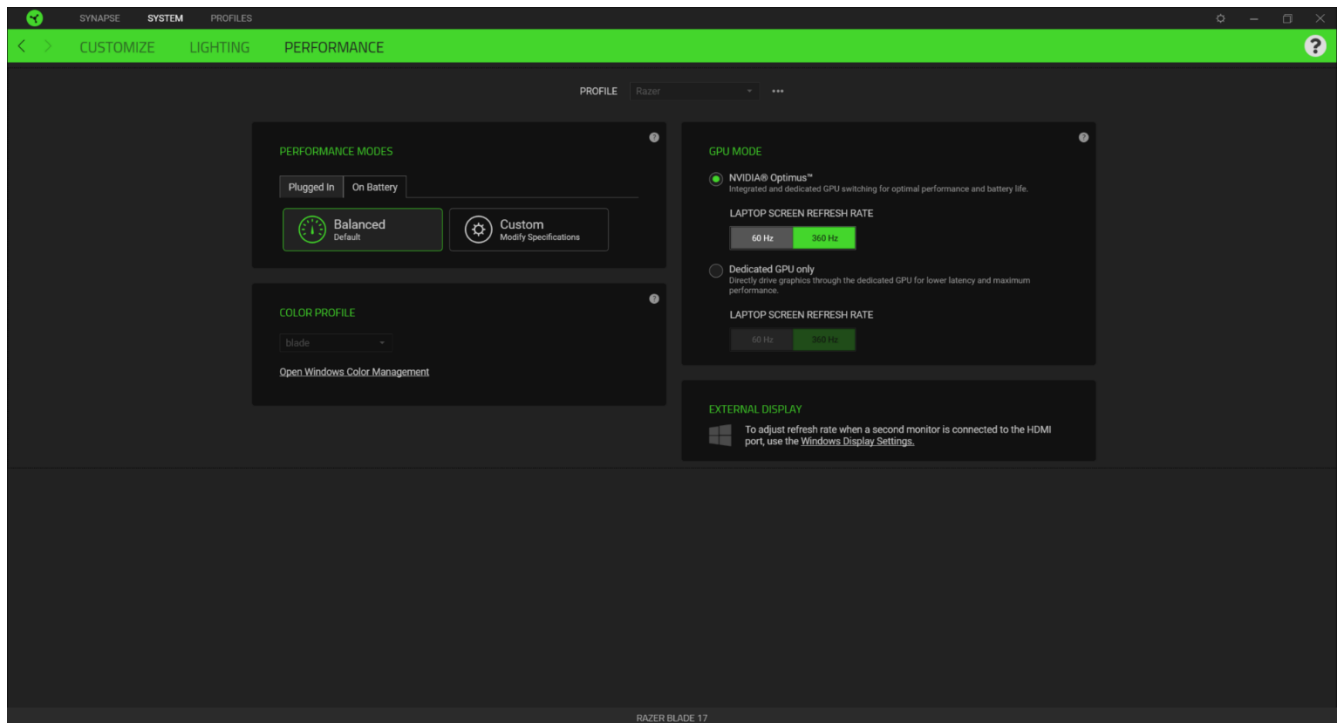 SYNAPSE SYSTEM PROFILES
CUSTOMIZE LIGHTING PERFORMANCE ?
PROFILE Razer •••
PERFORMANCE MODES ?
Plugged In On Battery
Balanced
Default
Custom
Modify Specifications
COLOR PROFILE ?
blade
Open Windows Color Management
GPU MODE ?
NVIDIA® Optimus™
Integrated and dedicated GPU switching for optimal performance and battery life.
LAPTOP SCREEN REFRESH RATE
60 Hz 360 Hz
Dedicated GPU only
Directly drive graphics through the dedicated GPU for lower latency and maximum
performance.
LAPTOP SCREEN REFRESH RATE
60 Hz 360 Hz
EXTERNAL DISPLAY
To adjust refresh rate when a second monitor is connected to the HDMI
port, use the Windows Display Settings.
RAZER BLADE 17